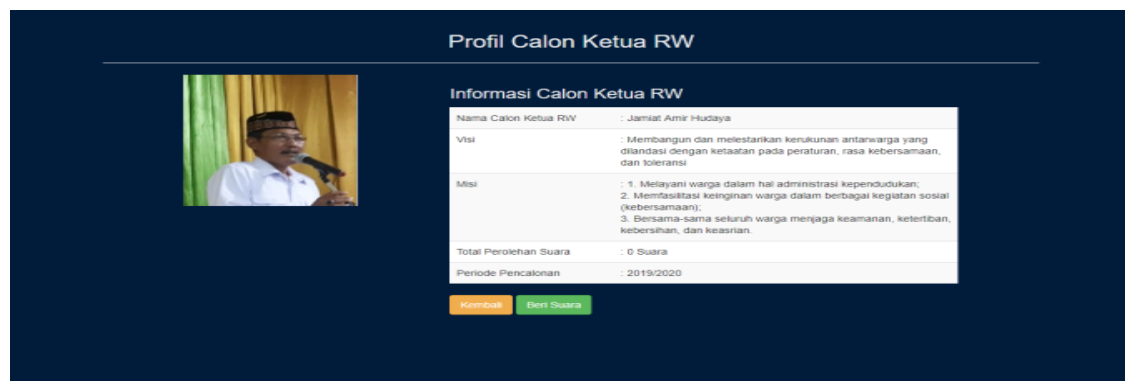 Profil Calon Ketua RW
Informasi Calon Ketua RW
Nama Calon Ketua RW : Jamiat Amir Hudaya
Visi : Membangun dan melestarikan kerukunan antarwarga yang
dilandasi dengan ketaatan pada peraturan, rasa kebersamaan,
dan toleransi
Misi : 1. Melayani warga dalam hal administrasi kependudukan;
2. Memfasilitasi keinginan warga dalam berbagai kegiatan sosial
(kebersamaan);
3. Bersama-sama seluruh warga menjaga keamanan, ketertiban,
kebersihan, dan keasrian.
Total Perolehan Suara : 0 Suara
Periode Pencalonan : 2019/2020
Kembali Beri Suara